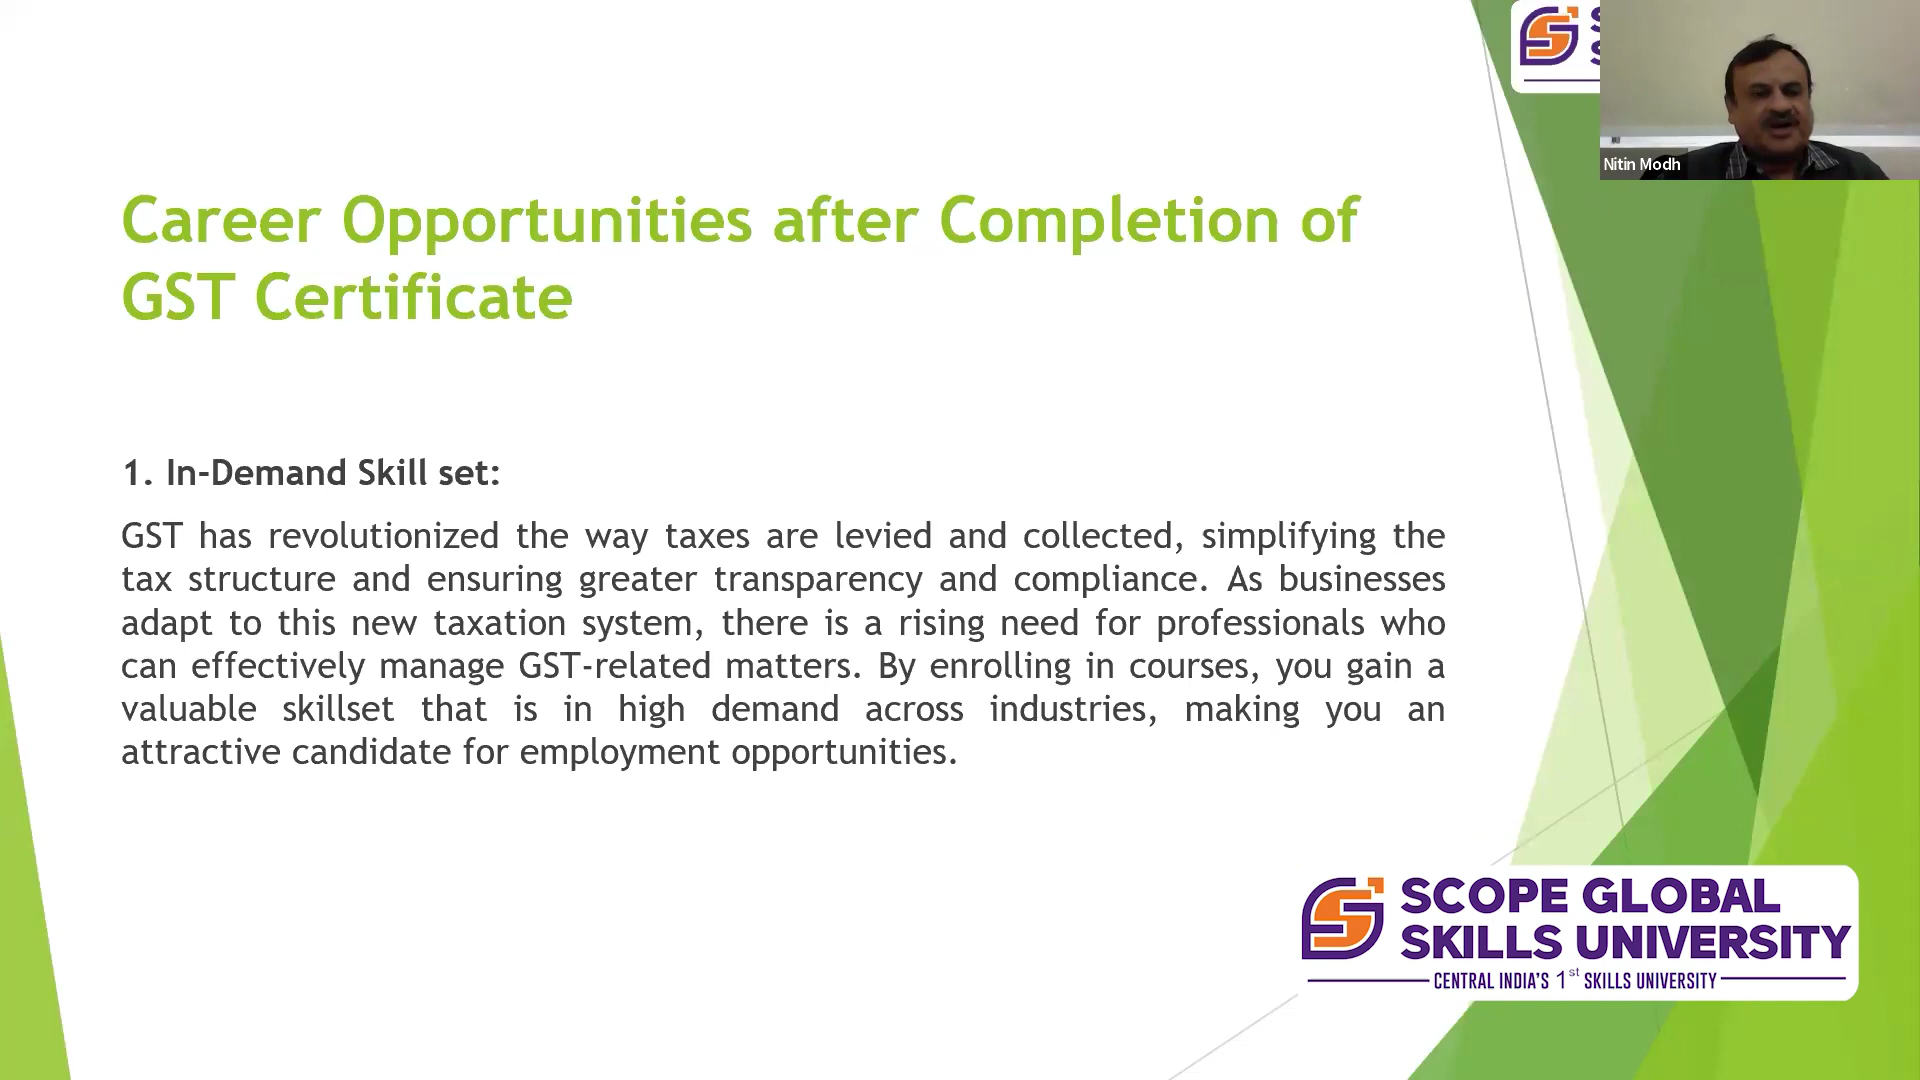 Nitin Modh
Career Opportunities after Completion of
GST Certificate
1. In-Demand Skill set:
GST has revolutionized the way taxes are levied and collected, simplifying the
tax structure and ensuring greater transparency and compliance. As businesses
adapt to this new taxation system, there is a rising need for professionals who
can effectively manage GST-related matters. By enrolling in courses, you gain a
valuable skillset that is in high demand across industries, making you an
attractive candidate for employment opportunities.
SCOPE GLOBAL
SKILLS UNIVERSITY
CENTRAL INDIA'S 1st SKILLS UNIVERSITY